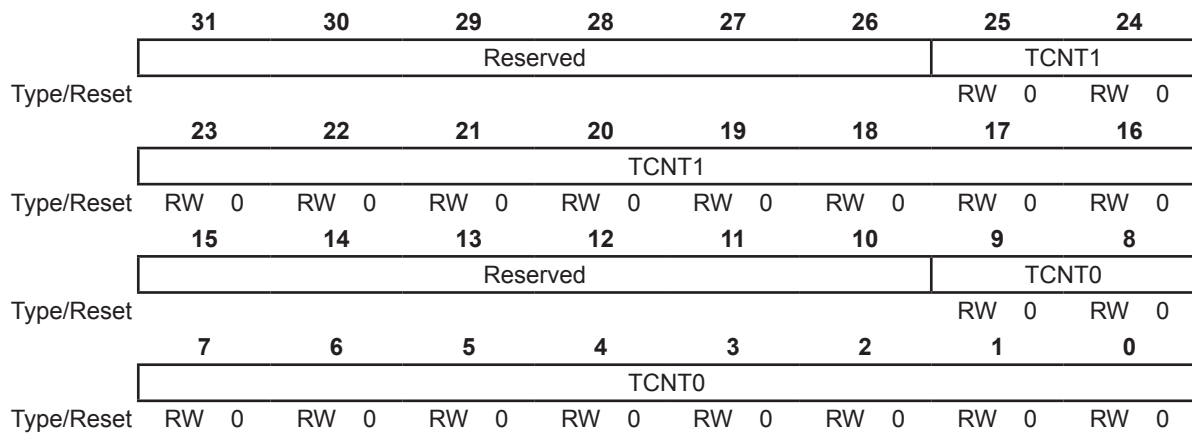 31 30 29 28 27 26 25 24
Reserved TCNT1
Type/Reset RW 0 RW 0
23 22 21 20 19 18 17 16
TCNT1
Type/Reset RW 0 RW 0 RW 0 RW 0 RW 0 RW 0 RW 0 RW 0
15 14 13 12 11 10 9 8
Reserved TCNT0
Type/Reset RW 0 RW 0
7 6 5 4 3 2 1 0
TCNT0
Type/Reset RW 0 RW 0 RW 0 RW 0 RW 0 RW 0 RW 0 RW 0